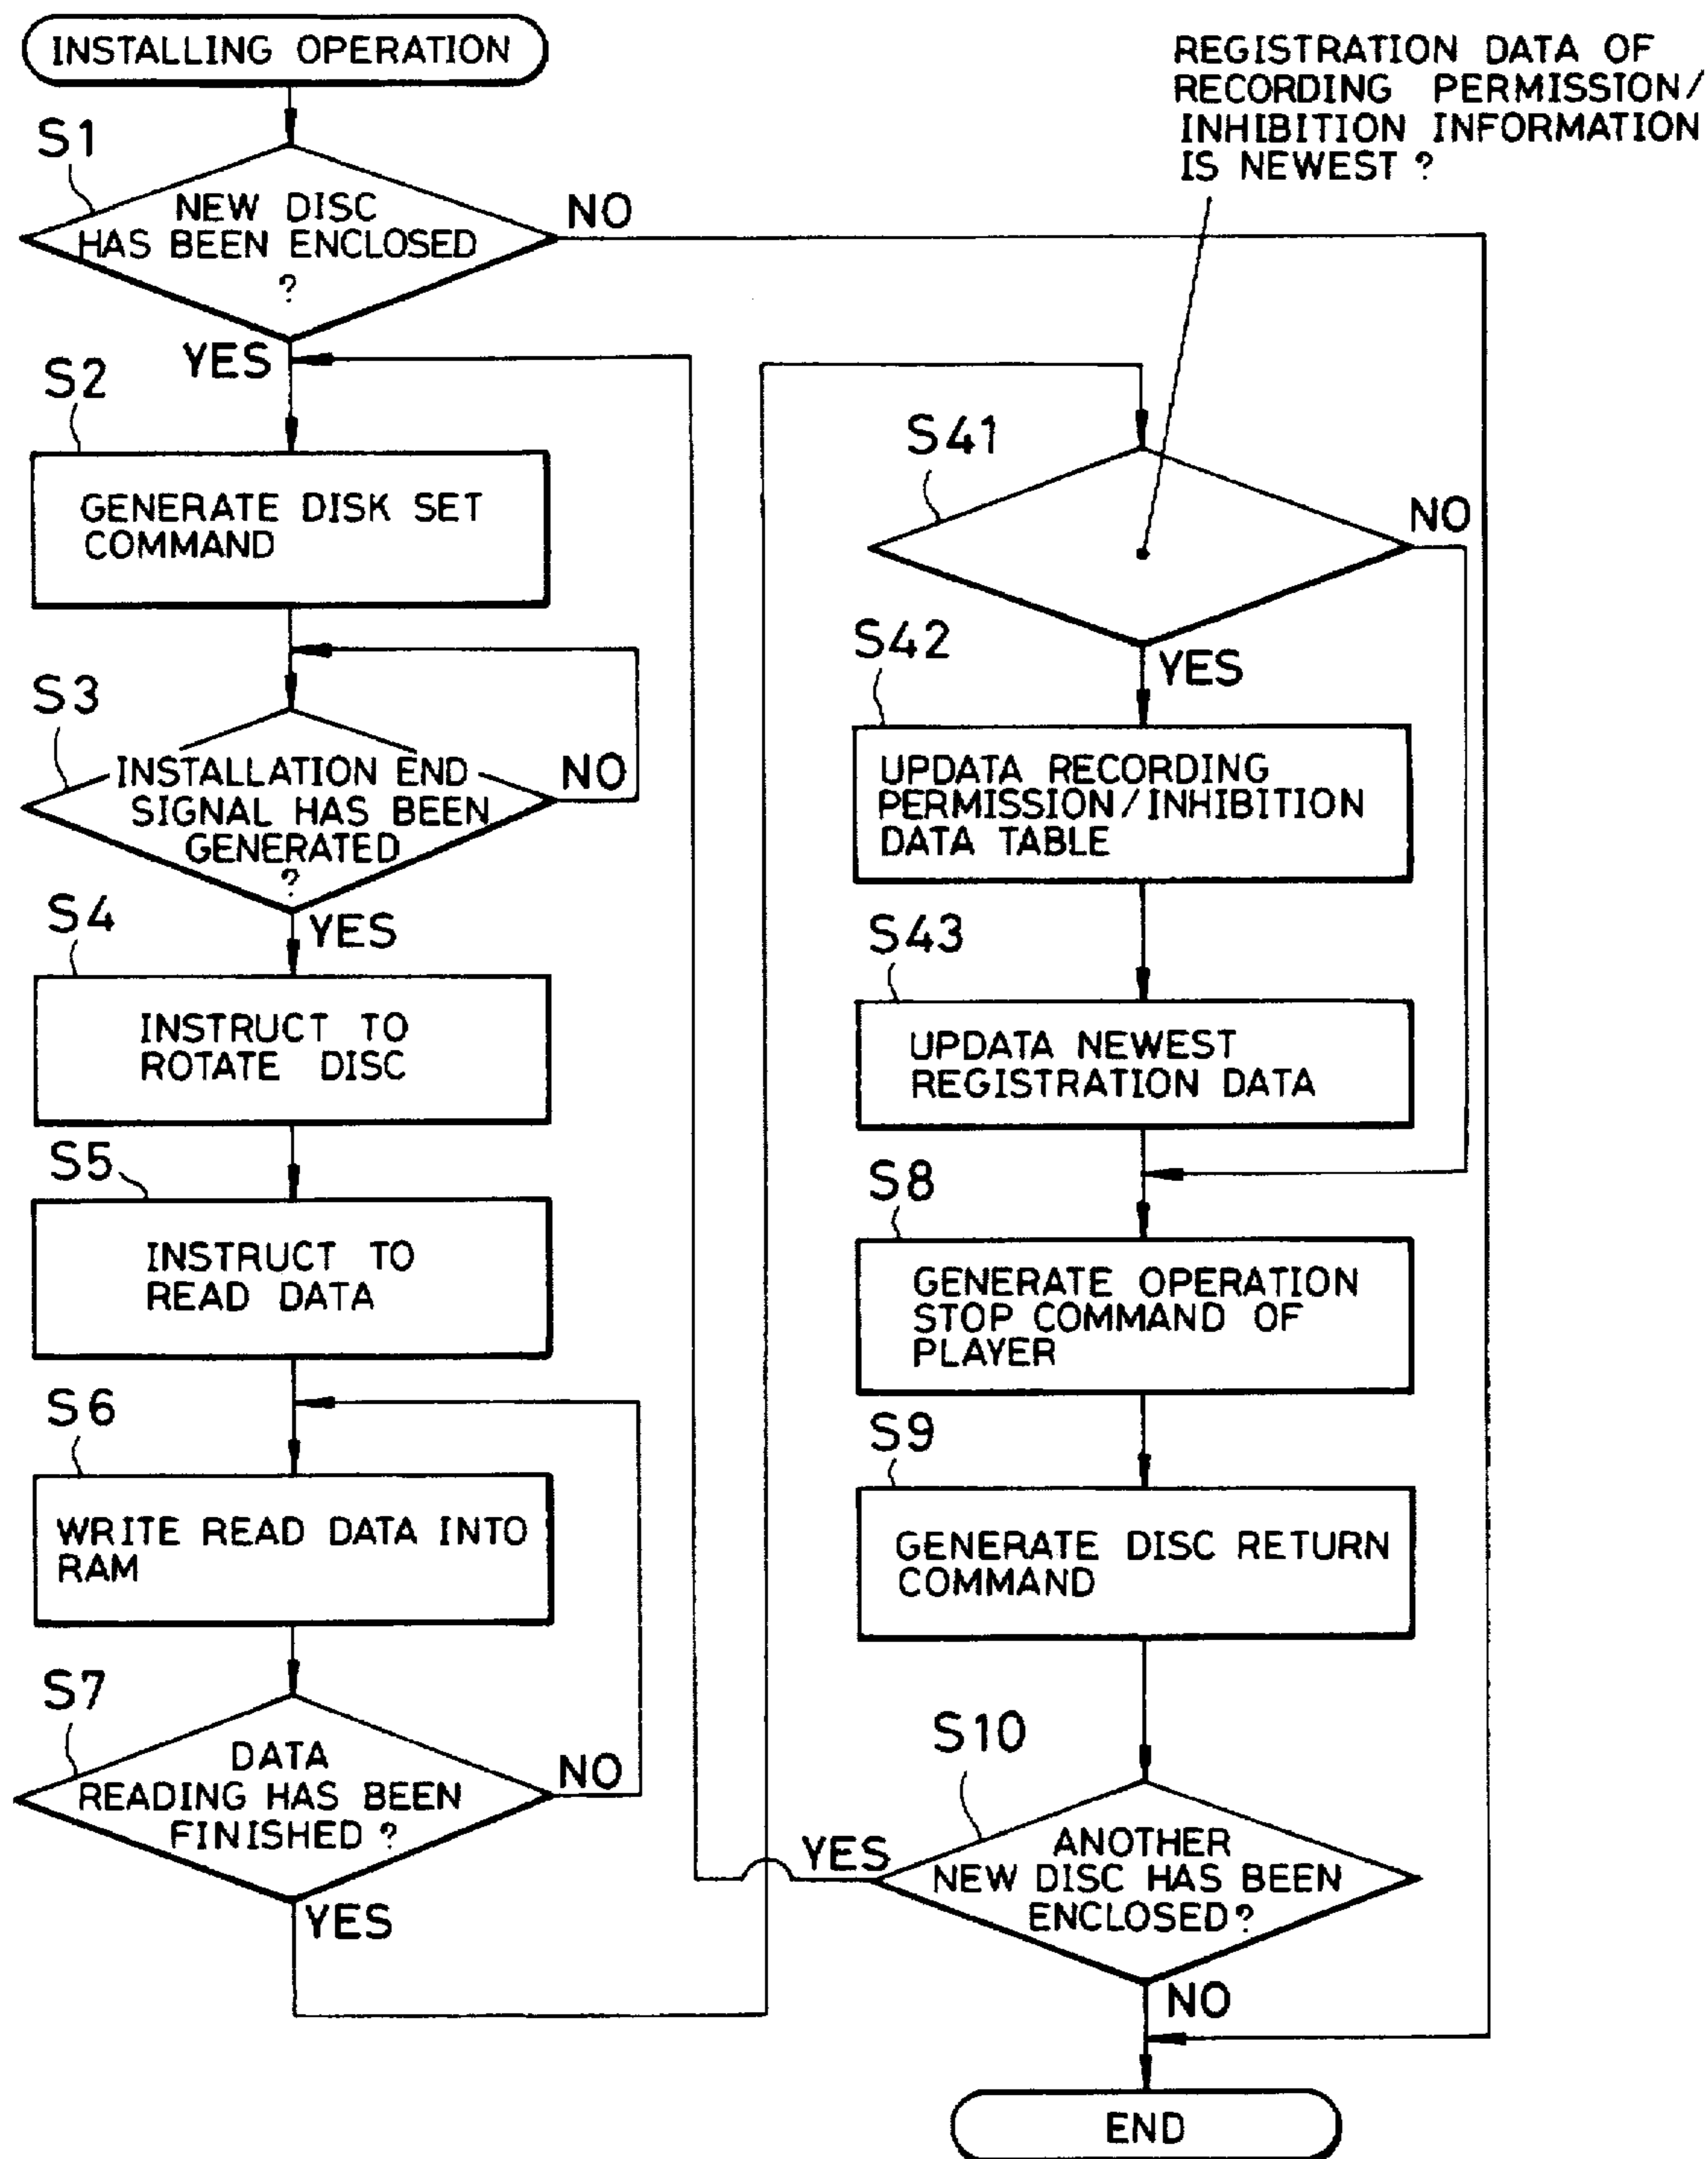 INSTALLING OPERATION
S1
NEW DISC
HAS BEEN ENCLOSED
?
NO
YES
S2
GENERATE DISK SET
COMMAND
S3
INSTALLATION END
SIGNAL HAS BEEN
GENERATED
?
NO
YES
S4
INSTRUCT TO
ROTATE DISC
S5
INSTRUCT TO
READ DATA
S6
WRITE READ DATA INTO
RAM
S7
DATA
READING HAS BEEN
FINISHED ?
NO
YES
REGISTRATION DATA OF
RECORDING PERMISSION/
INHIBITION INFORMATION
IS NEWEST ?
S41
NO
YES
S42
UPDATA RECORDING
PERMISSION/INHIBITION
DATA TABLE
S43
UPDATA NEWEST
REGISTRATION DATA
S8
GENERATE OPERATION
STOP COMMAND OF
PLAYER
S9
GENERATE DISC RETURN
COMMAND
S10
ANOTHER
NEW DISC HAS BEEN
ENCLOSED ?
YES
NO
END